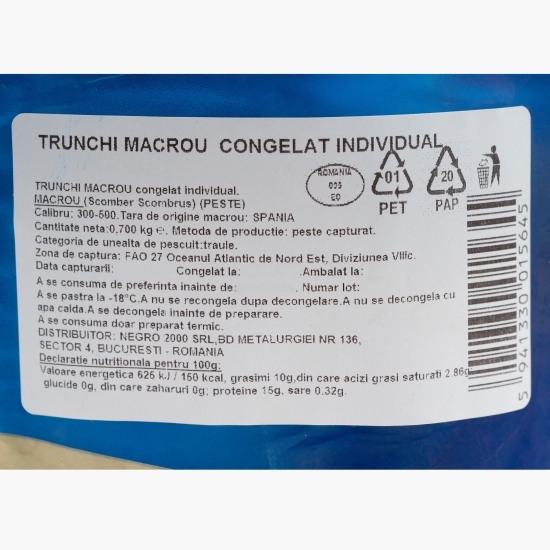 TRUNCHI MACROU CONGELAT INDIVIDUAL
ROMANIA
005
EO
01
PET
20
PAP
TRUNCHI MACROU congelat individual.
MACROU (Scomber Scombrus) (PESTE)
Calibru: 300-500.Tara de origine macrou: SPANIA
Cantitate neta:0,700 kg e. Metoda de productie: peste capturat.
Categoria de unealta de pescuit:traule.
Zona de captura: FAO 27 Oceanul Atlantic de Nord Est, Diviziunea VIIIc.
Data capturarii: Congelat la: .Ambalat la:
A se consuma de preferinta inainte de: . Numar lot:
A se pastra la -18°C.A nu se recongela dupa decongelare.A nu se decongela cu
apa calda.A se decongela inainte de preparare.
A se consuma doar preparat termic.
DISTRIBUITOR: NEGRO 2000 SRL,BD METALURGIEI NR 136,
SECTOR 4, BUCURESTI - ROMANIA
Declaratie nutritionala pentru 100g:
Valoare energetica 626 kJ / 150 kcal, grasimi 10g,din care acizi grasi saturati 2.86g
glucide 0g, din care zaharuri 0g; proteine 15g, sare 0.32g.
5941330015645